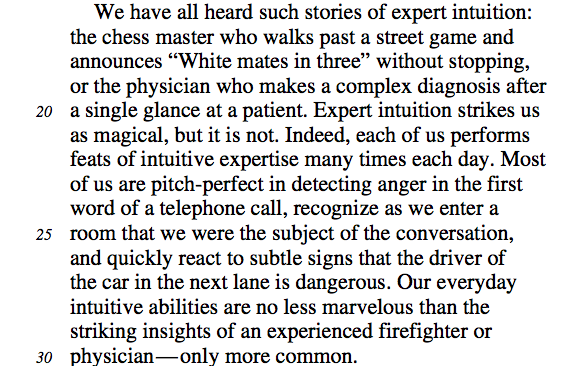 We have all heard such stories of expert intuition:
the chess master who walks past a street game and
announces “White mates in three” without stopping,
or the physician who makes a complex diagnosis after
20 a single glance at a patient. Expert intuition strikes us
as magical, but it is not. Indeed, each of us performs
feats of intuitive expertise many times each day. Most
of us are pitch-perfect in detecting anger in the first
word of a telephone call, recognize as we enter a
25 room that we were the subject of the conversation,
and quickly react to subtle signs that the driver of
the car in the next lane is dangerous. Our everyday
intuitive abilities are no less marvelous than the
striking insights of an experienced firefighter or
30 physician—only more common.